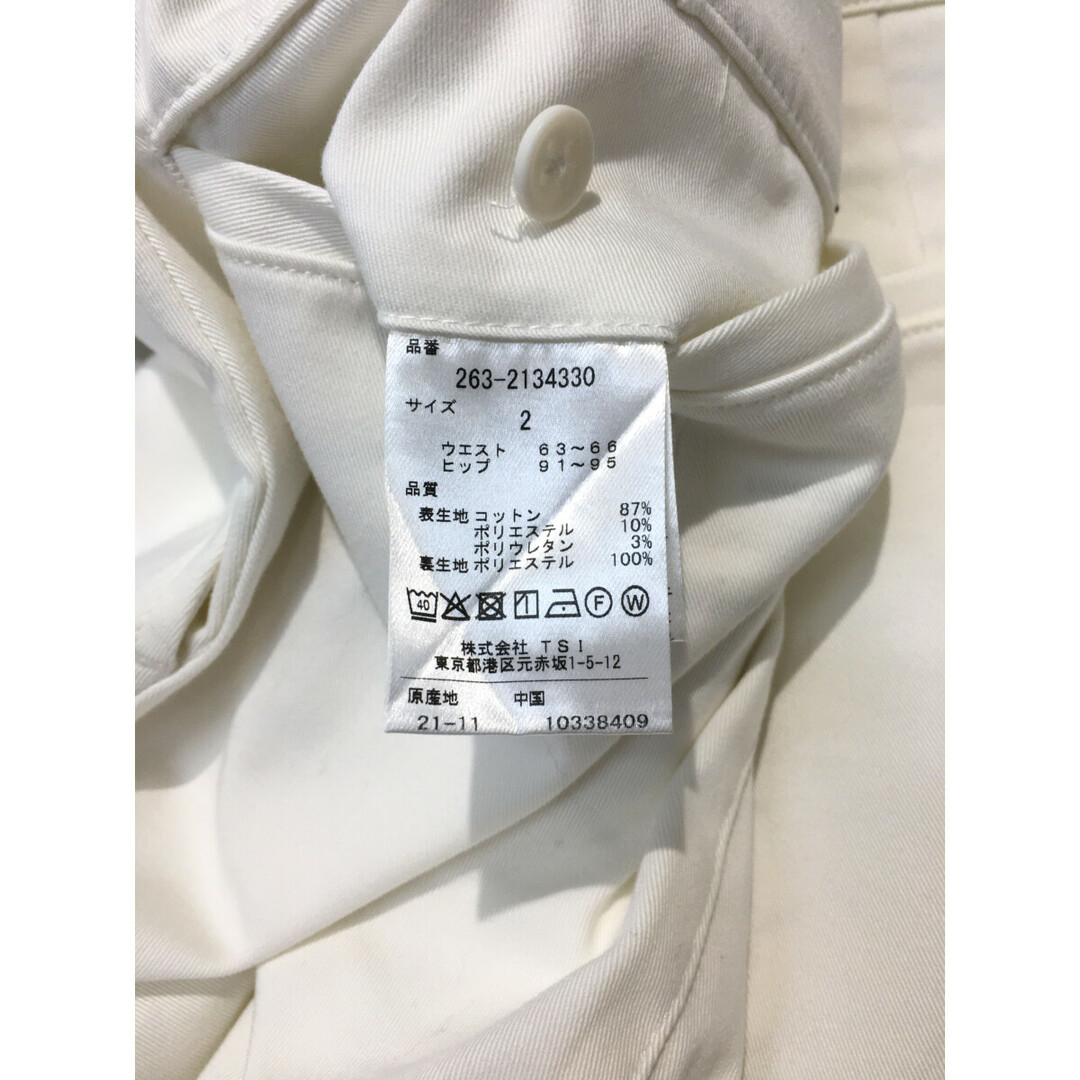 品番
263-2134330
サイズ
2
ウエスト 63~66
ヒップ 91~95
品質
表生地 コットン 87%
ポリエステル 10%
ポリウレタン 3%
裏生地 ポリエステル 100%
40 F W
株式会社 TSI
東京都港区元赤坂1-5-12
原産地 中国
21-11 10338409